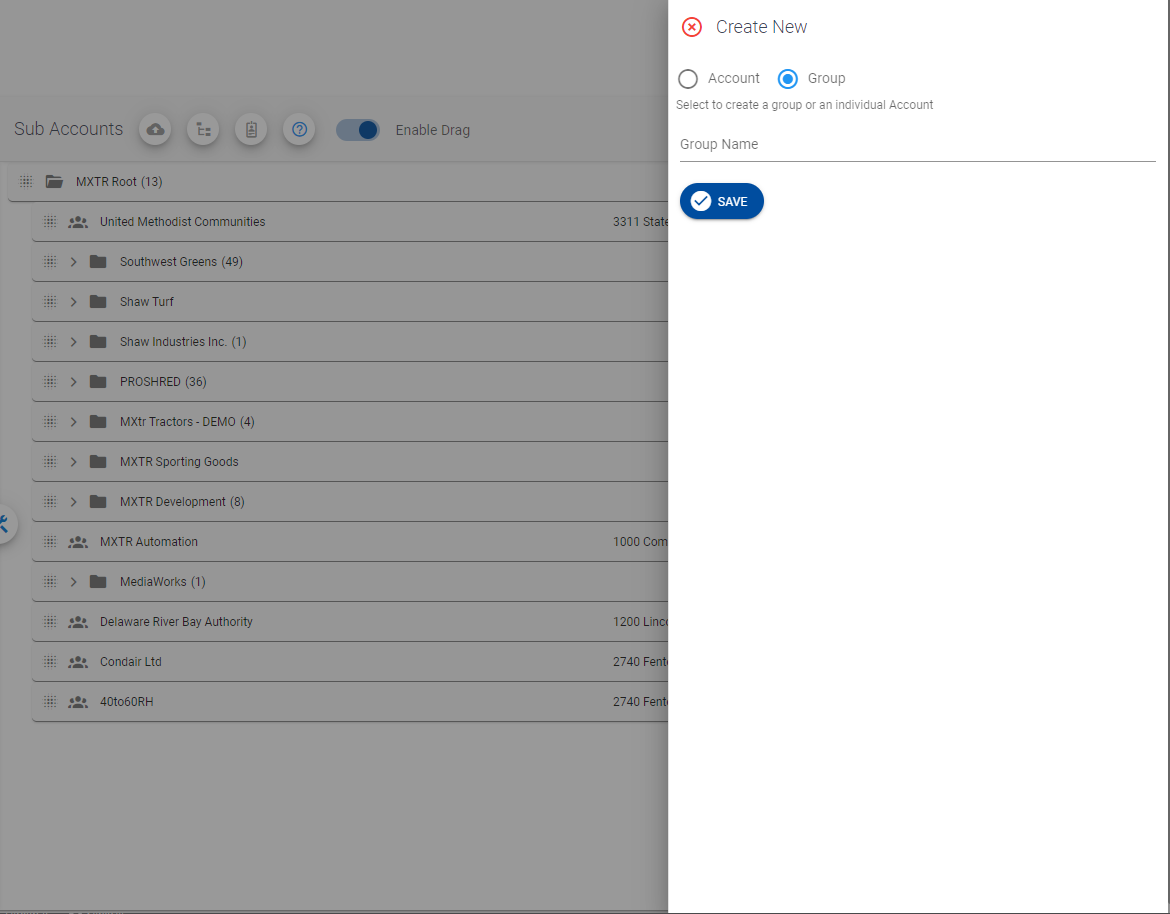 Create New
Account Group
Select to create a group or an individual Account
Group Name
SAVE
Sub Accounts Enable Drag
MXTR Root (13)
United Methodist Communities 3311 State
Southwest Greens (49)
Shaw Turf
Shaw Industries Inc. (1)
PROSHRED (36)
MXtr Tractors - DEMO (4)
MXTR Sporting Goods
MXTR Development (8)
MXTR Automation 1000 Com
MediaWorks (1)
Delaware River Bay Authority 1200 Linco
Condair Ltd 2740 Fent
40to60RH 2740 Fent